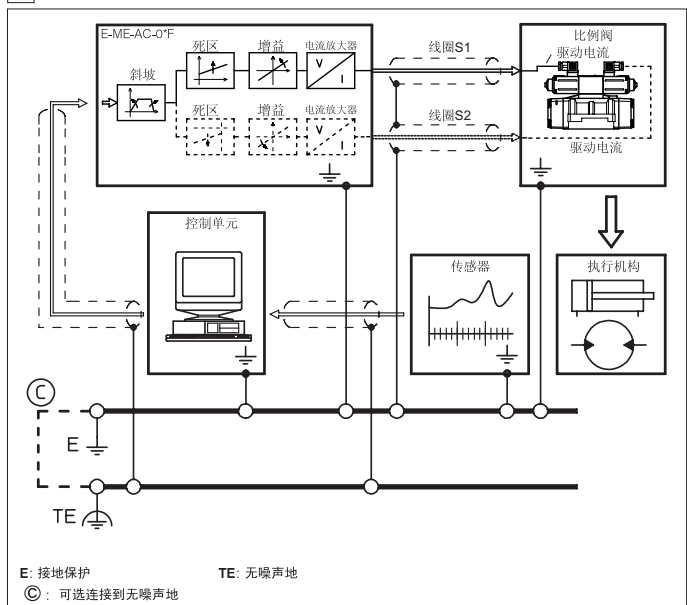 E-ME-AC-0*F
死区
增益
电流放大器
斜坡
V
I
死区
增益
电流放大器
V
I
线圈S1
线圈S2
比例阀
驱动电流
驱动电流
控制单元
传感器
执行机构
C
E
TE
E: 接地保护
TE: 无噪声地
C : 可选连接到无噪声地